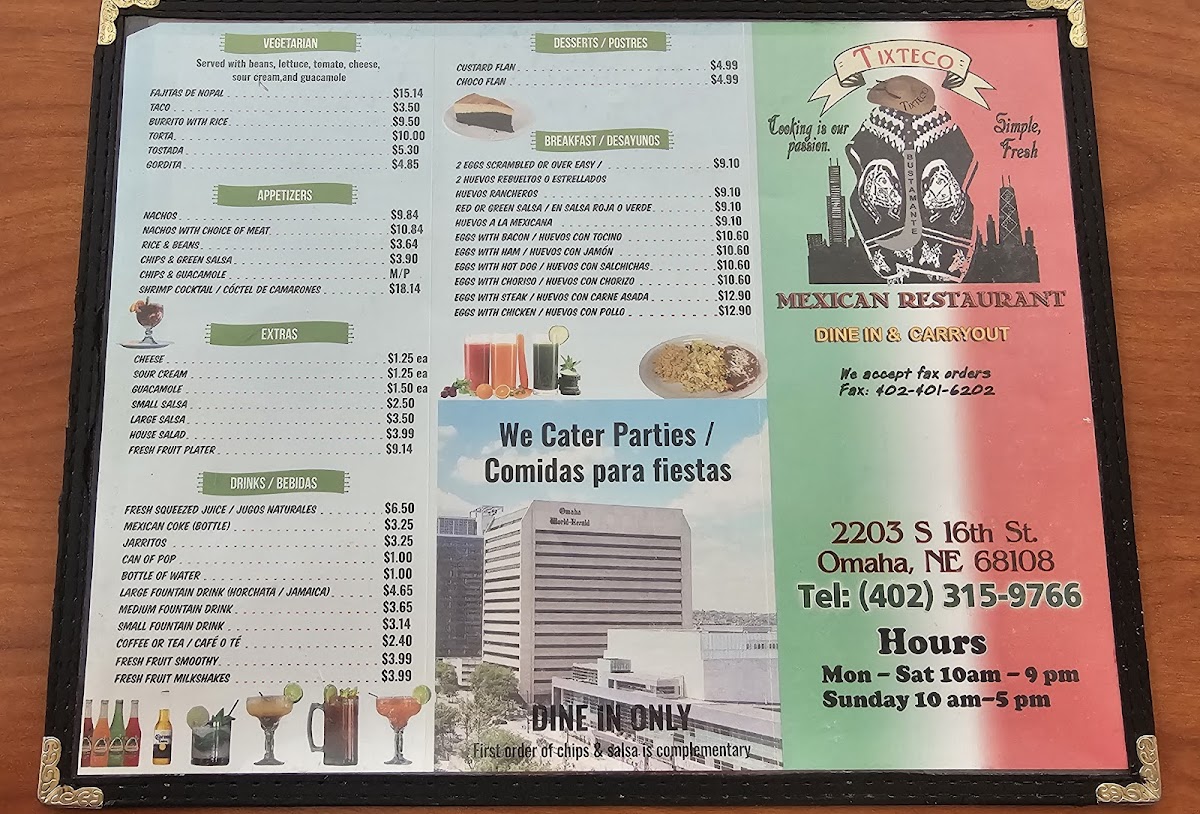 VEGETARIAN
Served with beans, lettuce, tomato, cheese,
sour cream,and guacamole
FAJITAS DE NOPAL $15.14
TACO $3.50
BURRITO WITH RICE $9.50
TORTA $10.00
TOSTADA $5.30
GORDITA $4.85
APPETIZERS
NACHOS $9.84
NACHOS WITH CHOICE OF MEAT $10.84
RICE & BEANS $3.64
CHIPS & GREEN SALSA $3.90
CHIPS & GUACAMOLE M/P
SHRIMP COCKTAIL / CÓCTEL DE CAMARONES $18.14
EXTRAS
CHEESE $1.25 ea
SOUR CREAM $1.25 ea
GUACAMOLE $1.50 ea
SMALL SALSA $2.50
LARGE SALSA $3.50
HOUSE SALAD $3.99
FRESH FRUIT PLATER $9.14
DRINKS / BEBIDAS
FRESH SQUEEZED JUICE / JUGOS NATURALES $6.50
MEXICAN COKE (BOTTLE) $3.25
JARRITOS $3.25
CAN OF POP $1.00
BOTTLE OF WATER $1.00
LARGE FOUNTAIN DRINK (HORCHATA / JAMAICA) $4.65
MEDIUM FOUNTAIN DRINK $3.65
SMALL FOUNTAIN DRINK $3.14
COFFEE OR TEA / CAFÉ O TÉ $2.40
FRESH FRUIT SMOOTHY $3.99
FRESH FRUIT MILKSHAKES $3.99
DESSERTS / POSTRES
CUSTARD FLAN $4.99
CHOCO FLAN $4.99
BREAKFAST / DESAYUNOS
2 EGGS SCRAMBLED OR OVER EASY / $9.10
2 HUEVOS REBUELTOS O ESTRELLADOS
HUEVOS RANCHEROS $9.10
RED OR GREEN SALSA / EN SALSA ROJA O VERDE $9.10
HUEVOS A LA MEXICANA $9.10
EGGS WITH BACON / HUEVOS CON TOCINO $10.60
EGGS WITH HAM / HUEVOS CON JAMÓN $10.60
EGGS WITH HOT DOG / HUEVOS CON SALCHICHAS $10.60
EGGS WITH CHORISO / HUEVOS CON CHORIZO $10.60
EGGS WITH STEAK / HUEVOS CON CARNE ASADA $12.90
EGGS WITH CHICKEN / HUEVOS CON POLLO $12.90
We Cater Parties /
Comidas para fiestas
Omaha
World-Herald
DINE IN ONLY
First order of chips & salsa is complementary
TIXTECO
TIXTECO
Cooking is our
passion.
Simple,
Fresh
BUSTAMANTE
MEXICAN RESTAURANT
DINE IN & CARRYOUT
We accept fax orders
Fax: 402-401-6202
2203 S 16th St.
Omaha, NE 68108
Tel: (402) 315-9766
Hours
Mon – Sat 10am – 9 pm
Sunday 10 am–5 pm